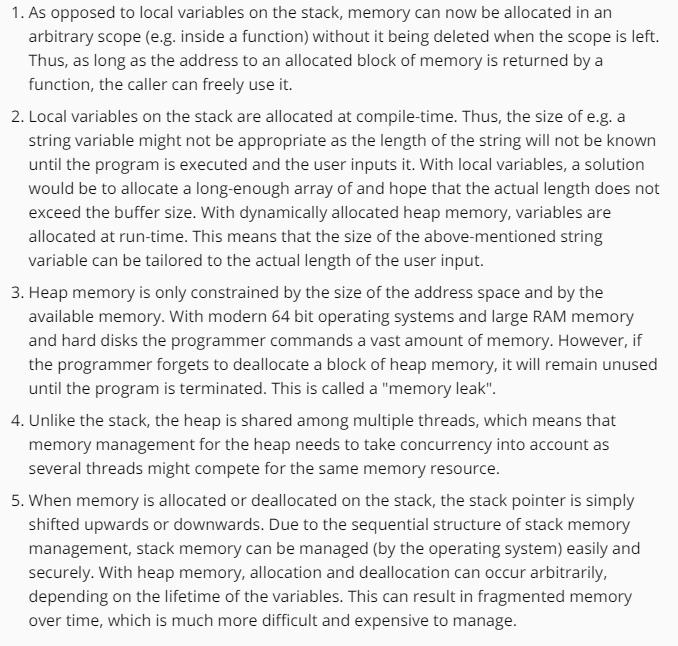 1. As opposed to local variables on the stack, memory can now be allocated in an
arbitrary scope (e.g. inside a function) without it being deleted when the scope is left.
Thus, as long as the address to an allocated block of memory is returned by a
function, the caller can freely use it.
2. Local variables on the stack are allocated at compile-time. Thus, the size of e.g. a
string variable might not be appropriate as the length of the string will not be known
until the program is executed and the user inputs it. With local variables, a solution
would be to allocate a long-enough array of and hope that the actual length does not
exceed the buffer size. With dynamically allocated heap memory, variables are
allocated at run-time. This means that the size of the above-mentioned string
variable can be tailored to the actual length of the user input.
3. Heap memory is only constrained by the size of the address space and by the
available memory. With modern 64 bit operating systems and large RAM memory
and hard disks the programmer commands a vast amount of memory. However, if
the programmer forgets to deallocate a block of heap memory, it will remain unused
until the program is terminated. This is called a "memory leak".
4. Unlike the stack, the heap is shared among multiple threads, which means that
memory management for the heap needs to take concurrency into account as
several threads might compete for the same memory resource.
5. When memory is allocated or deallocated on the stack, the stack pointer is simply
shifted upwards or downwards. Due to the sequential structure of stack memory
management, stack memory can be managed (by the operating system) easily and
securely. With heap memory, allocation and deallocation can occur arbitrarily,
depending on the lifetime of the variables. This can result in fragmented memory
over time, which is much more difficult and expensive to manage.